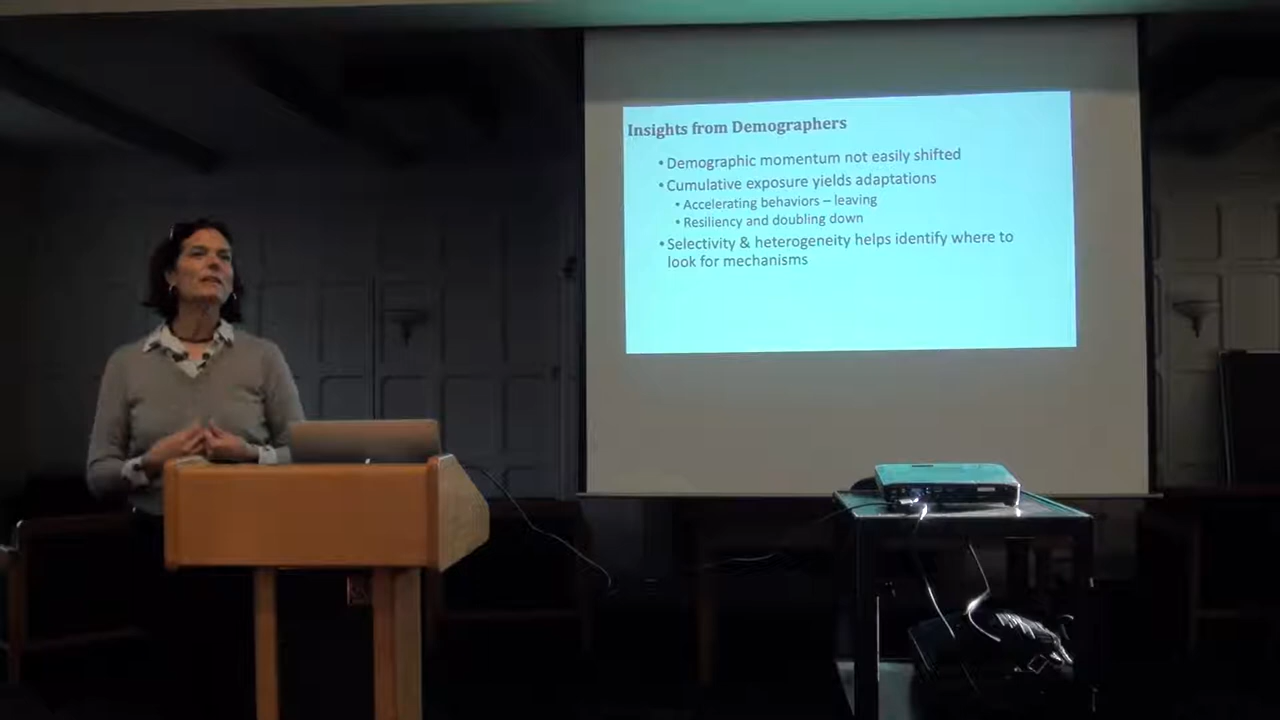 Insights from Demographers
• Demographic momentum not easily shifted
• Cumulative exposure yields adaptations
• Accelerating behaviors – leaving
• Resiliency and doubling down
• Selectivity & heterogeneity helps identify where to
look for mechanisms